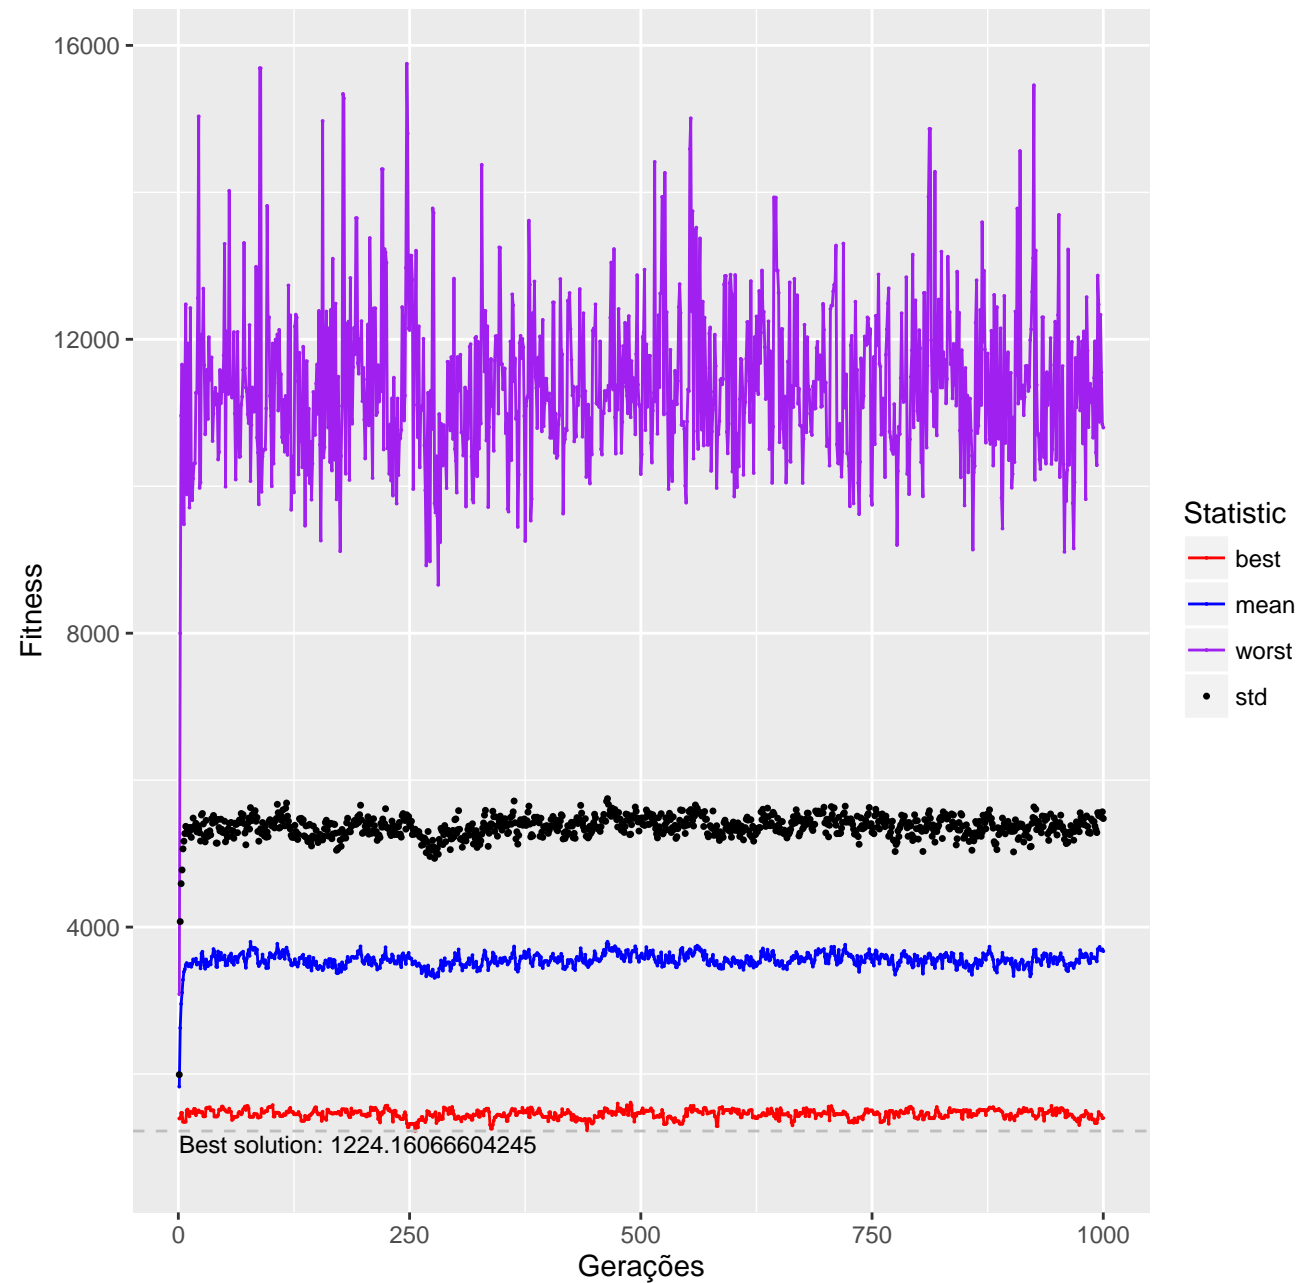 16000
12000
8000
4000
Fitness
Best solution: 1224.16066604245
0
250
500
750
1000
Gerações
Statistic
best
mean
worst
std